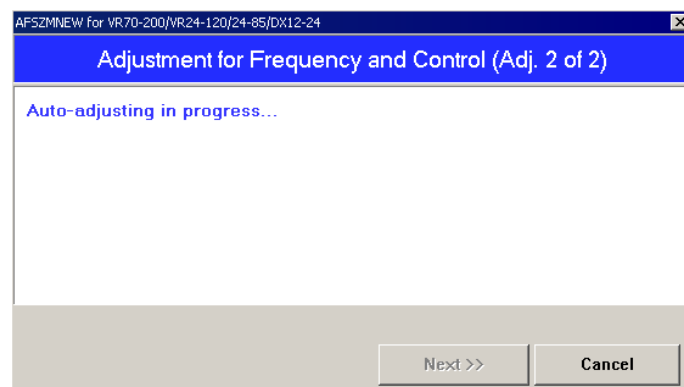 AFSZMNEW for VR70-200/VR24-120/24-85/DX12-24
Adjustment for Frequency and Control (Adj. 2 of 2)
Auto-adjusting in progress...
Next >>
Cancel